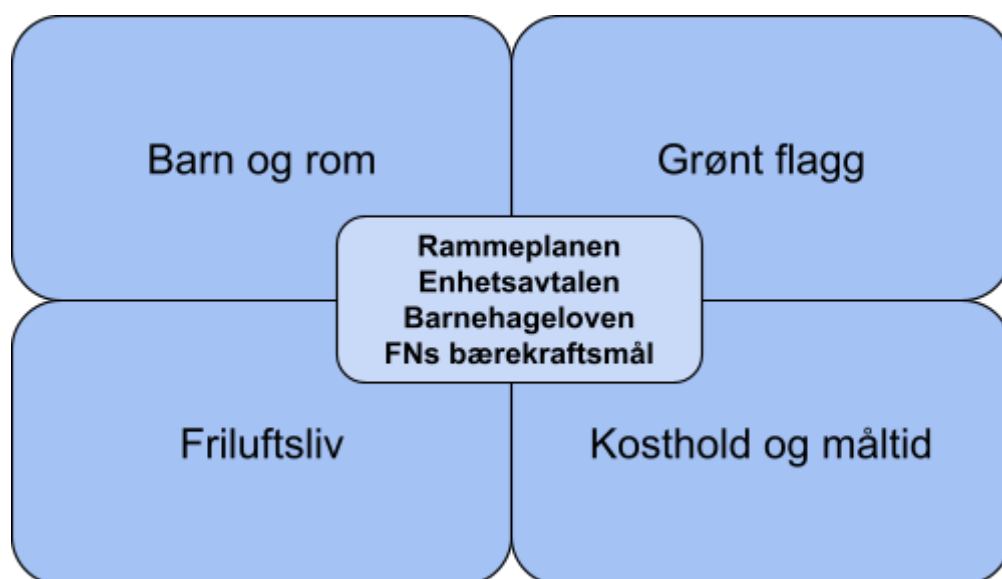 Barn og rom
Grønt flagg
Rammeplanen
Enhetsavtalen
Barnehageloven
FNs bærekraftsmål
Friluftsliv
Kosthold og måltid